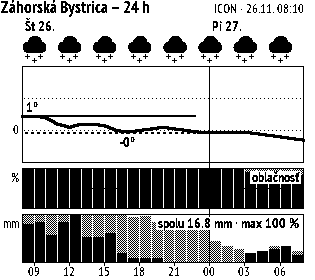 Záhorská Bystrica – 24 h ICON · 26.11. 08:10
Št 26. Pi 27.
1°
0
-0°
% oblačnosť
mm spolu 16.8 mm · max 100 %
09 12 15 18 21 00 03 06